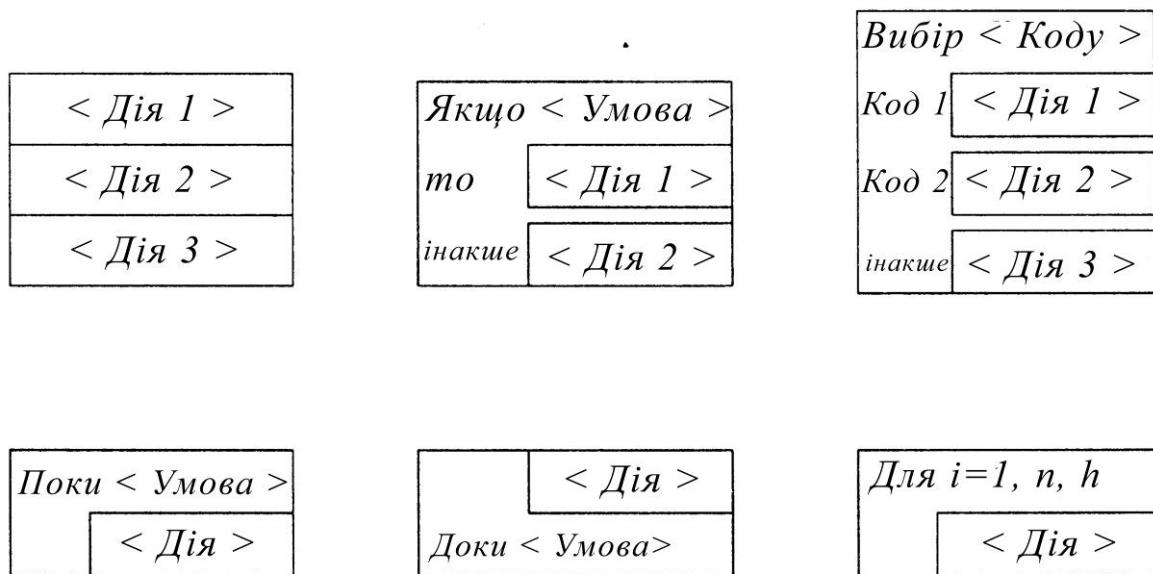 < Дія 1 >
< Дія 2 >
< Дія 3 >
Якщо < Умова >
то < Дія 1 >
інакше < Дія 2 >
Вибір < Коду >
Код 1 < Дія 1 >
Код 2 < Дія 2 >
інакше < Дія 3 >
Поки < Умова >
< Дія >
< Дія >
Доки < Умова>
Для i=1, n, h
< Дія >